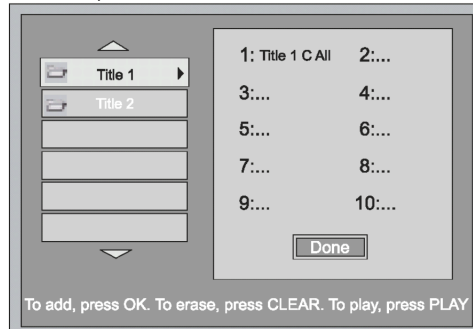 Title 1
Title 2
1: Title 1 C All 2:...
3:... 4:...
5:... 6:...
7:... 8:...
9:... 10:...
Done
To add, press OK. To erase, press CLEAR. To play, press PLAY